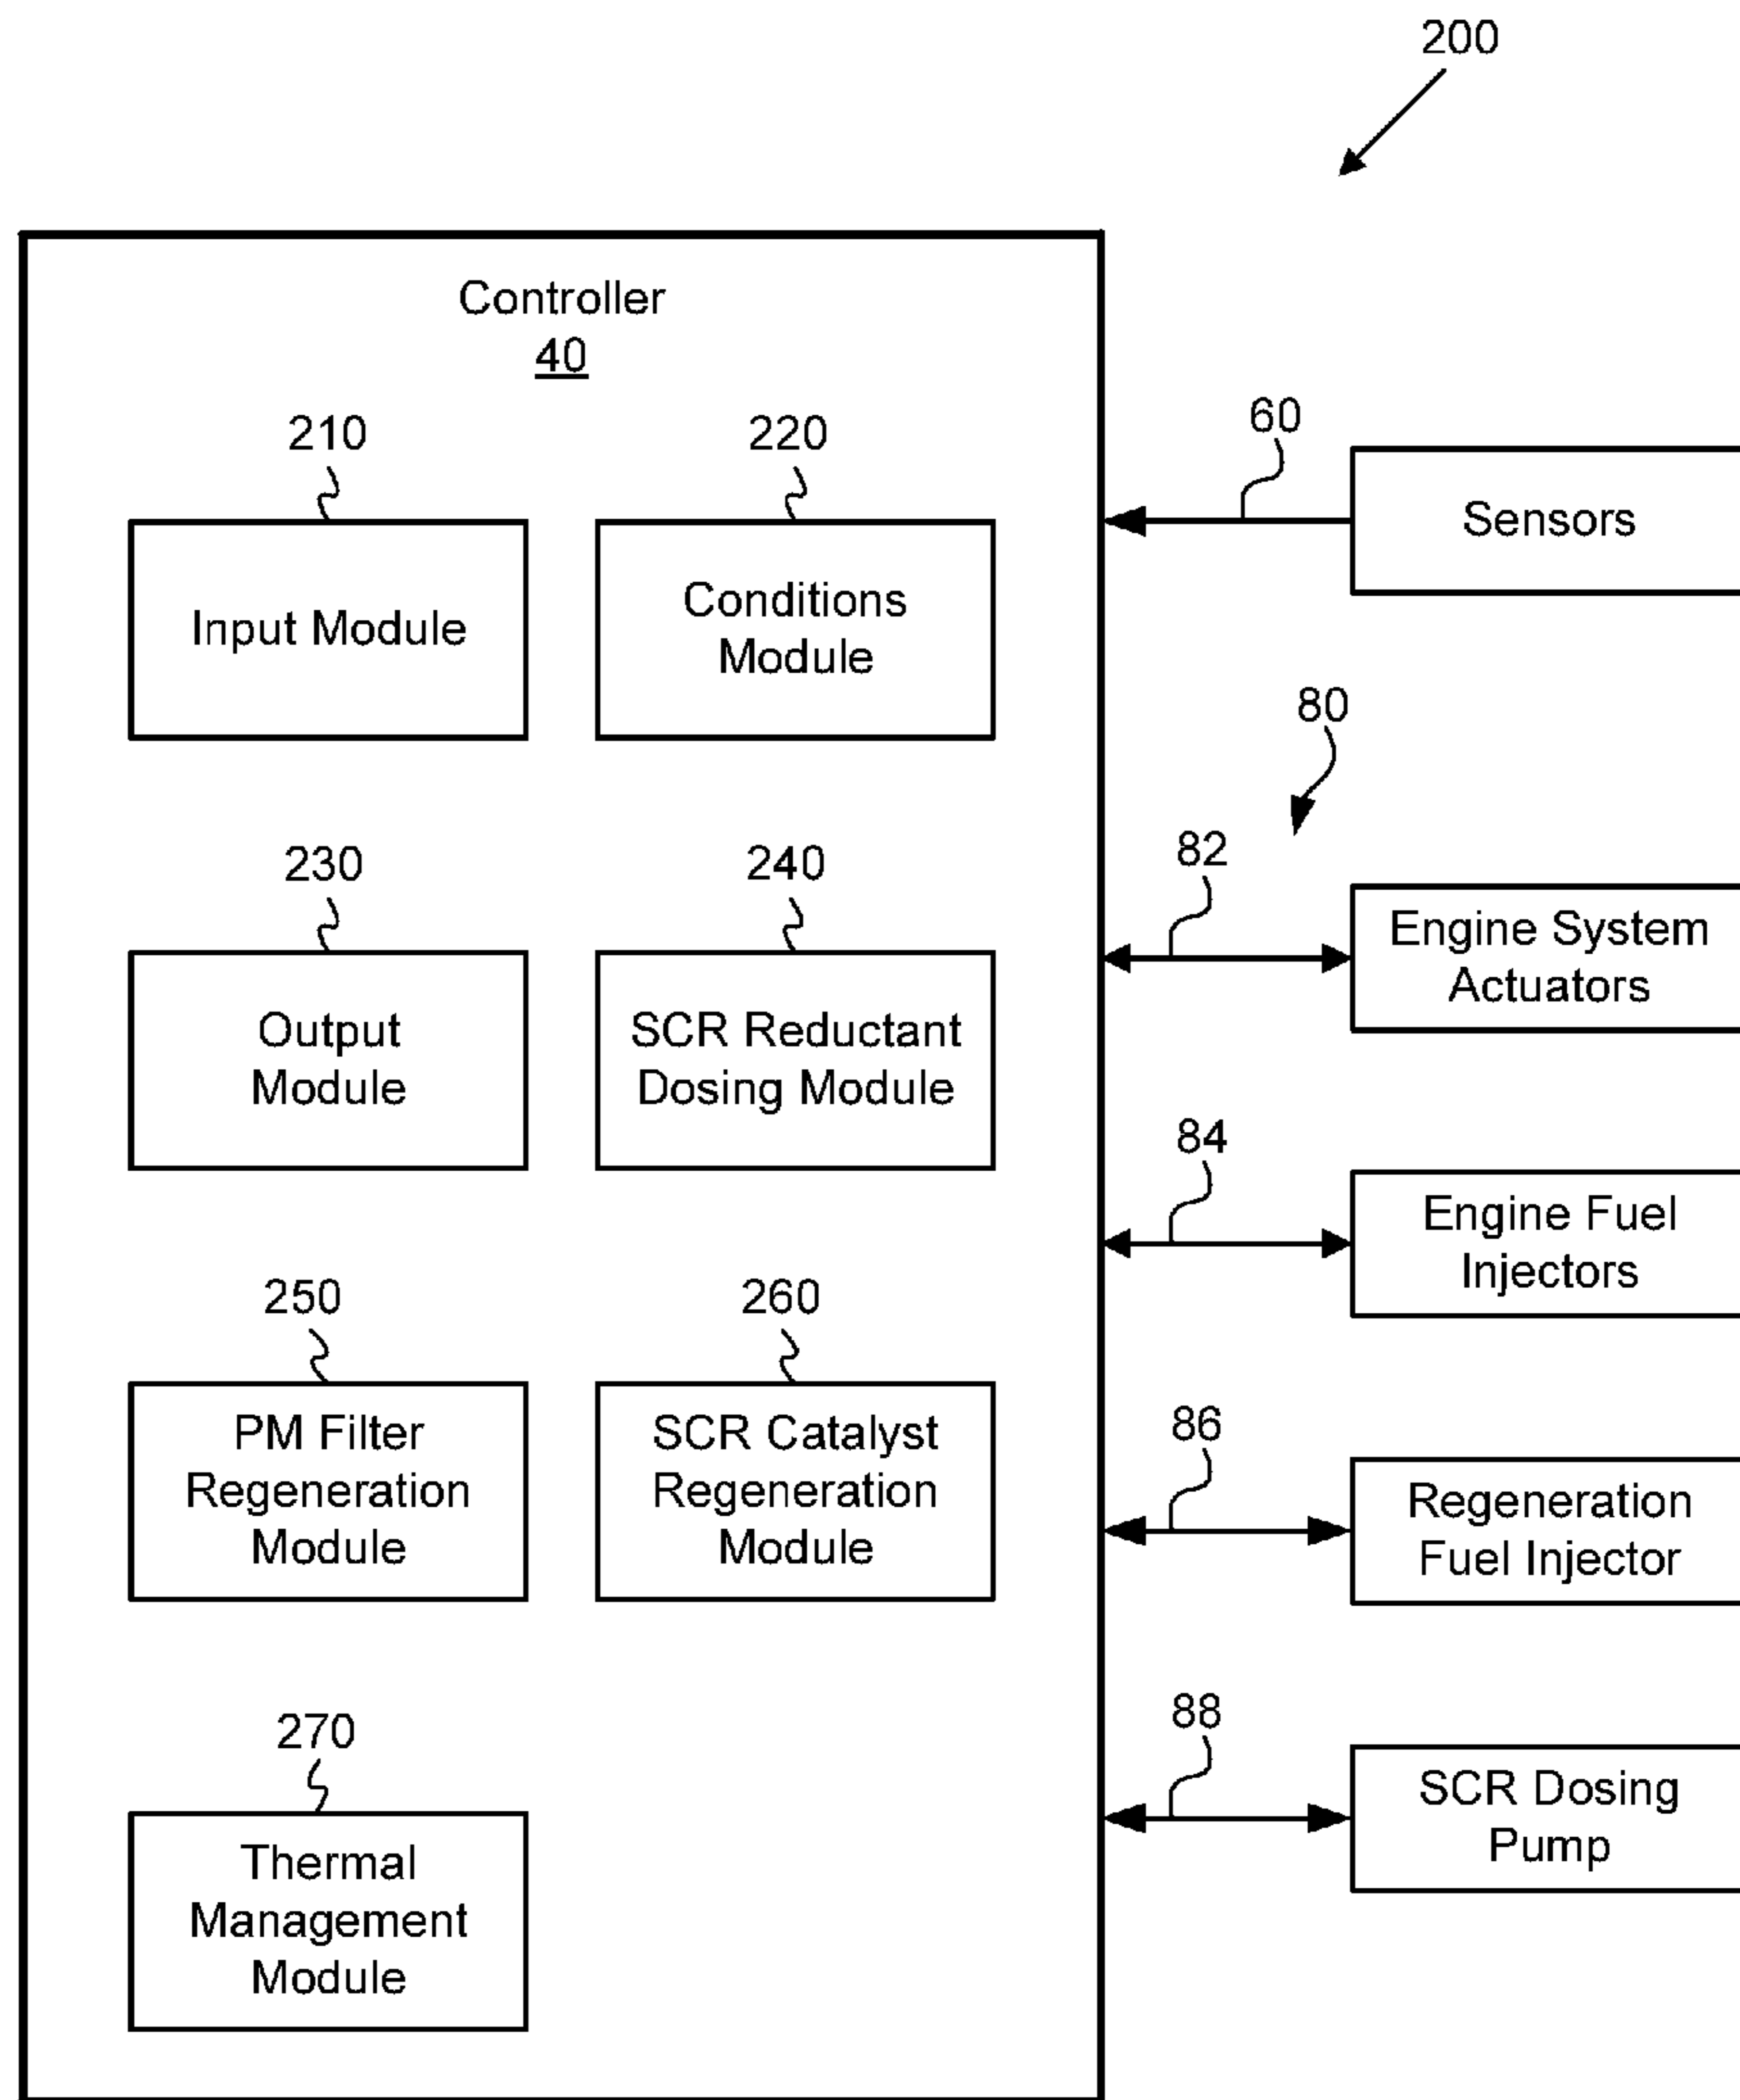 200
Controller
40
210
220
Input Module
Conditions
Module
230
240
Output
Module
SCR Reductant
Dosing Module
250
260
PM Filter
Regeneration
Module
SCR Catalyst
Regeneration
Module
270
Thermal
Management
Module
60
Sensors
80
82
Engine System
Actuators
84
Engine Fuel
Injectors
86
Regeneration
Fuel Injector
88
SCR Dosing
Pump